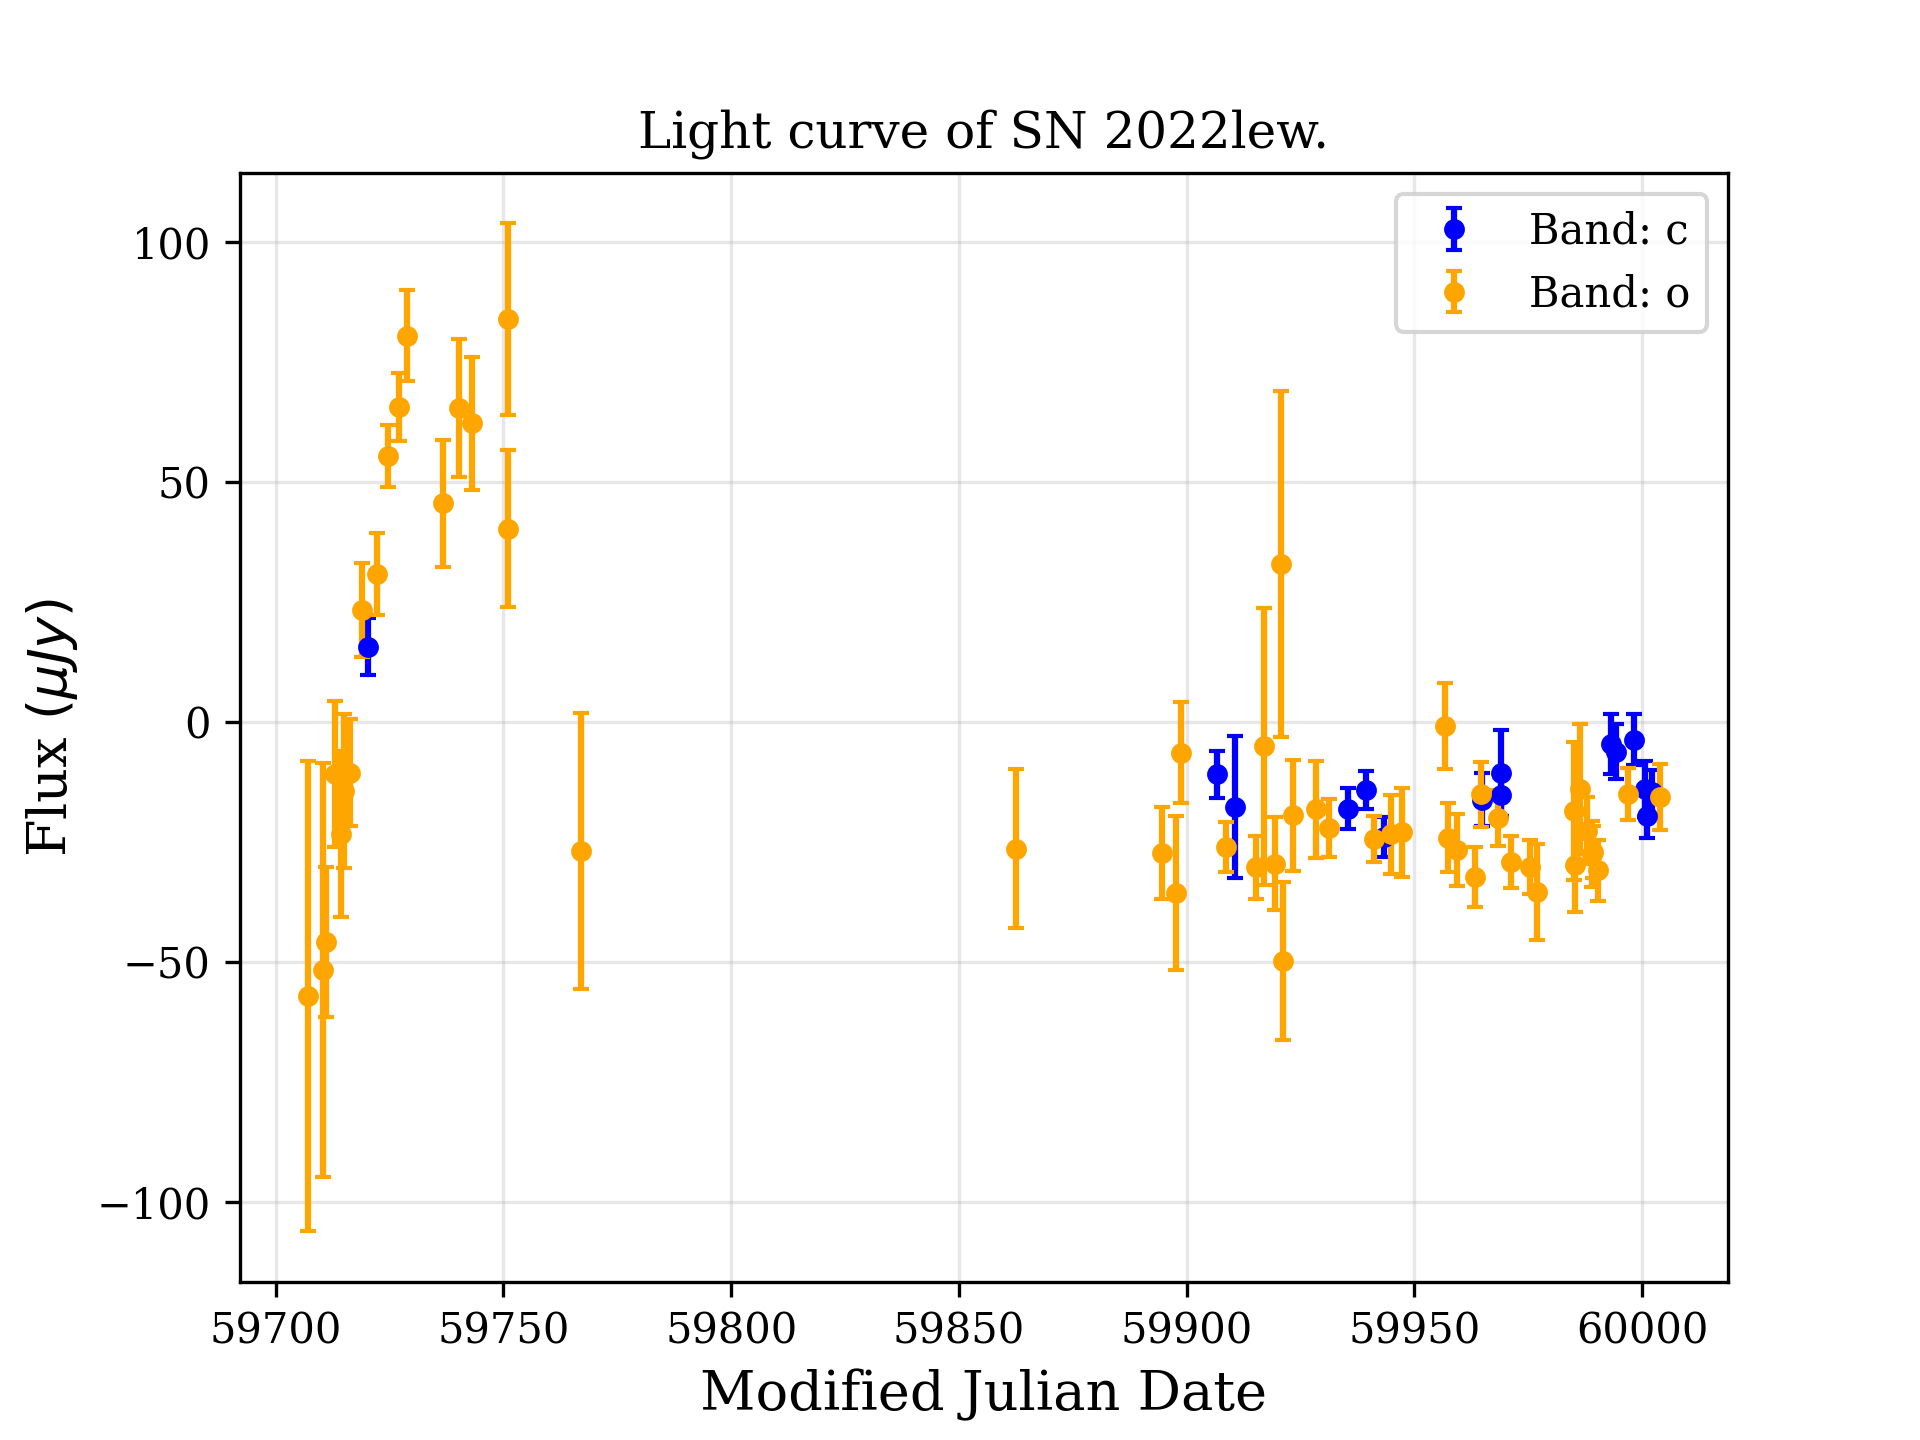 Light curve of SN 2022lew.
Band: c
Band: o
Flux (μJy)
100
50
0
−50
−100
59700 59750 59800 59850 59900 59950 60000
Modified Julian Date